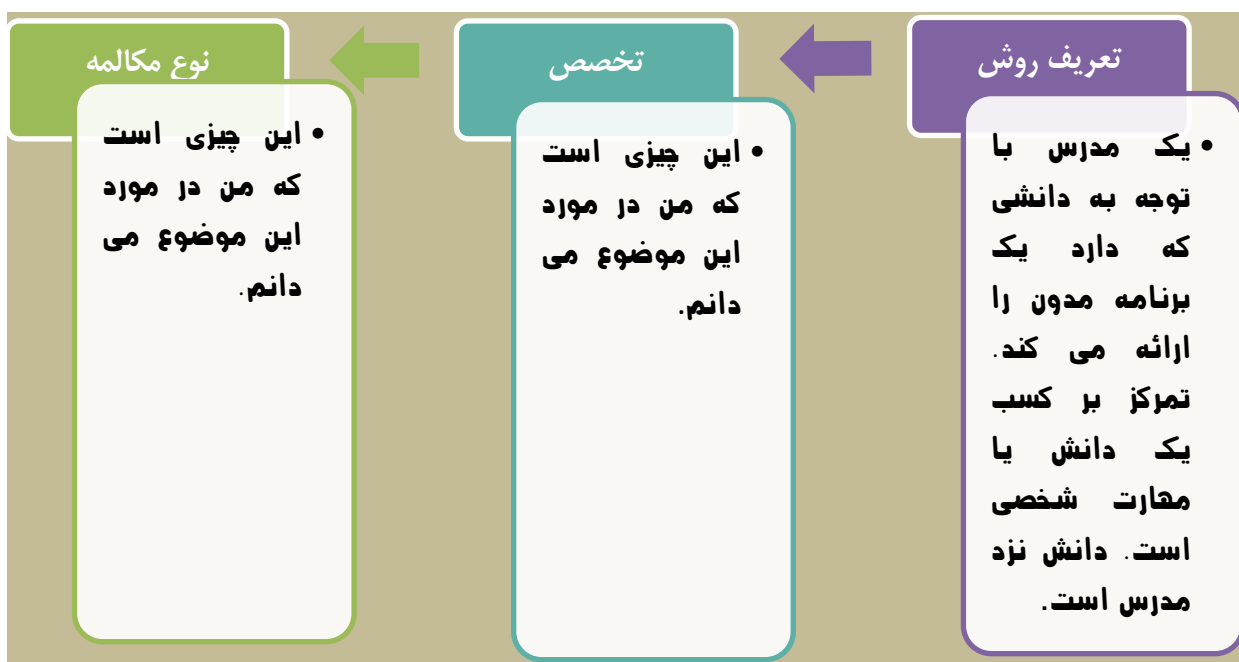 تعریف روش
یک مدرس با
توجه به دانشی
که دارد یک
برنامه مدون را
ارائه می کند.
تمرکز بر کسب
یک دانش یا
مهارت شخصی
است. دانش نزد
مدرس است.
تخصص
این چیزی است
که من در مورد
این موضوع می
دانم.
نوع مکالمه
این چیزی است
که من در مورد
این موضوع می
دانم.